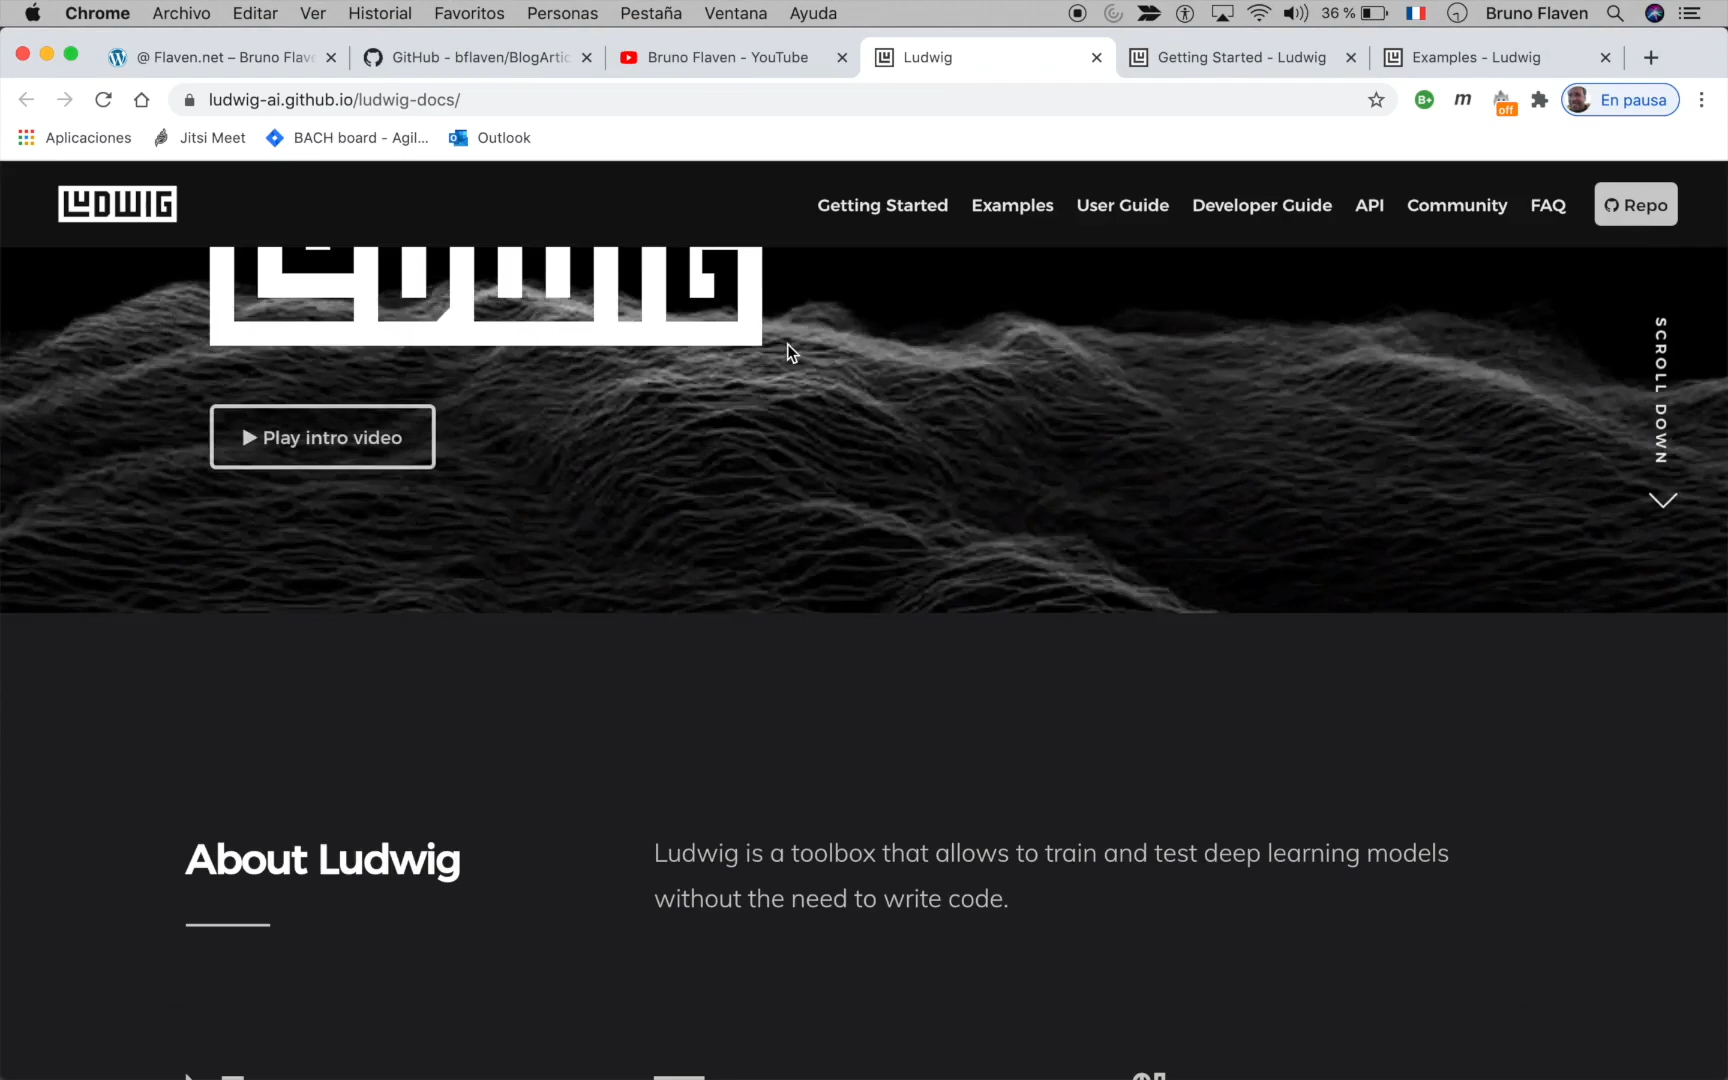 Chrome Archivo Editar Ver Historial Favoritos Personas Pestaña Ventana Ayuda 36 % Bruno Flaven
@ Flaven.net – Bruno Flave GitHub - bflaven/BlogArtic Bruno Flaven - YouTube Ludwig Getting Started - Ludwig Examples - Ludwig
ludwig-ai.github.io/ludwig-docs/ B+ m off En pausa
Aplicaciones Jitsi Meet BACH board - Agil... Outlook
LUDWIG Getting Started Examples User Guide Developer Guide API Community FAQ Repo
LUDWIG
SCROLL DOWN
Play intro video
About Ludwig
Ludwig is a toolbox that allows to train and test deep learning models
without the need to write code.